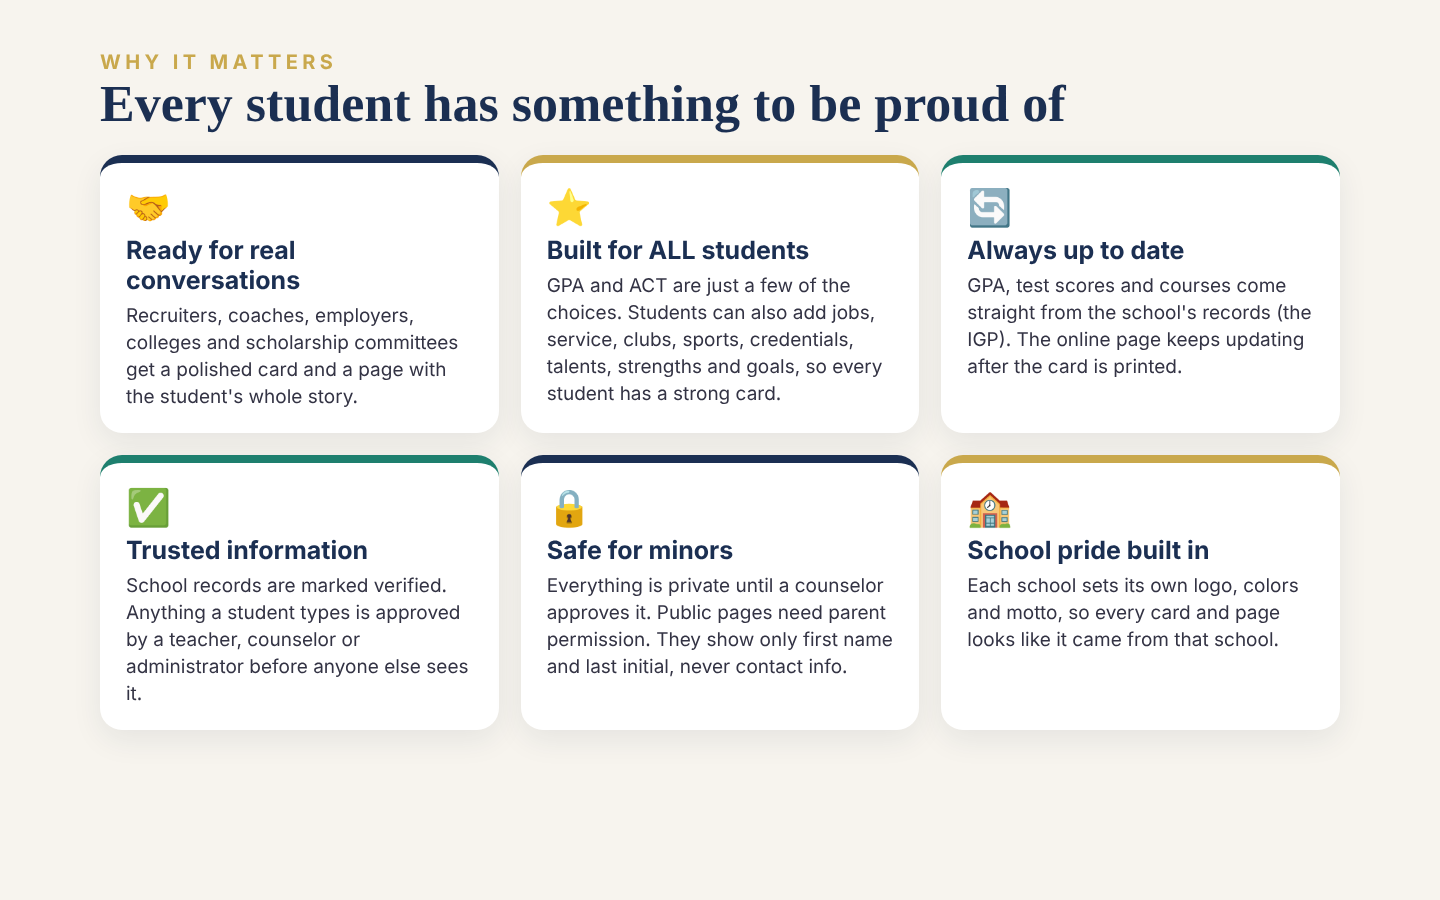 WHY IT MATTERS
Every student has something to be proud of
Ready for real
conversations
Recruiters, coaches, employers,
colleges and scholarship committees
get a polished card and a page with
the student's whole story.
Built for ALL students
GPA and ACT are just a few of the
choices. Students can also add jobs,
service, clubs, sports, credentials,
talents, strengths and goals, so every
student has a strong card.
Always up to date
GPA, test scores and courses come
straight from the school's records (the
IGP). The online page keeps updating
after the card is printed.
Trusted information
School records are marked verified.
Anything a student types is approved
by a teacher, counselor or
administrator before anyone else sees
it.
Safe for minors
Everything is private until a counselor
approves it. Public pages need parent
permission. They show only first name
and last initial, never contact info.
School pride built in
Each school sets its own logo, colors
and motto, so every card and page
looks like it came from that school.